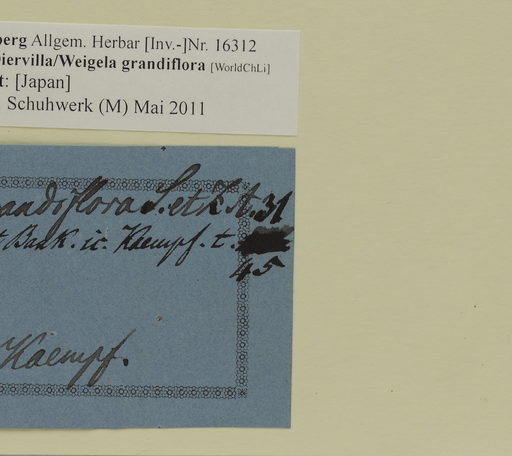 berg Allgem. Herbar [Inv.-]Nr. 16312
Diervilla/Weigela grandiflora [WorldChLi]
t: [Japan]
. Schuhwerk (M) Mai 2011
andiflora S. et Z. t. 31
t Bank. ic. Kaempf. t.
45
Kaempf.